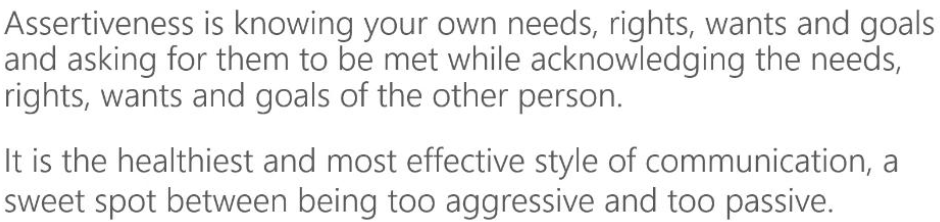 Assertiveness is knowing your own needs, rights, wants and goals
and asking for them to be met while acknowledging the needs,
rights, wants and goals of the other person.
It is the healthiest and most effective style of communication, a
sweet spot between being too aggressive and too passive.